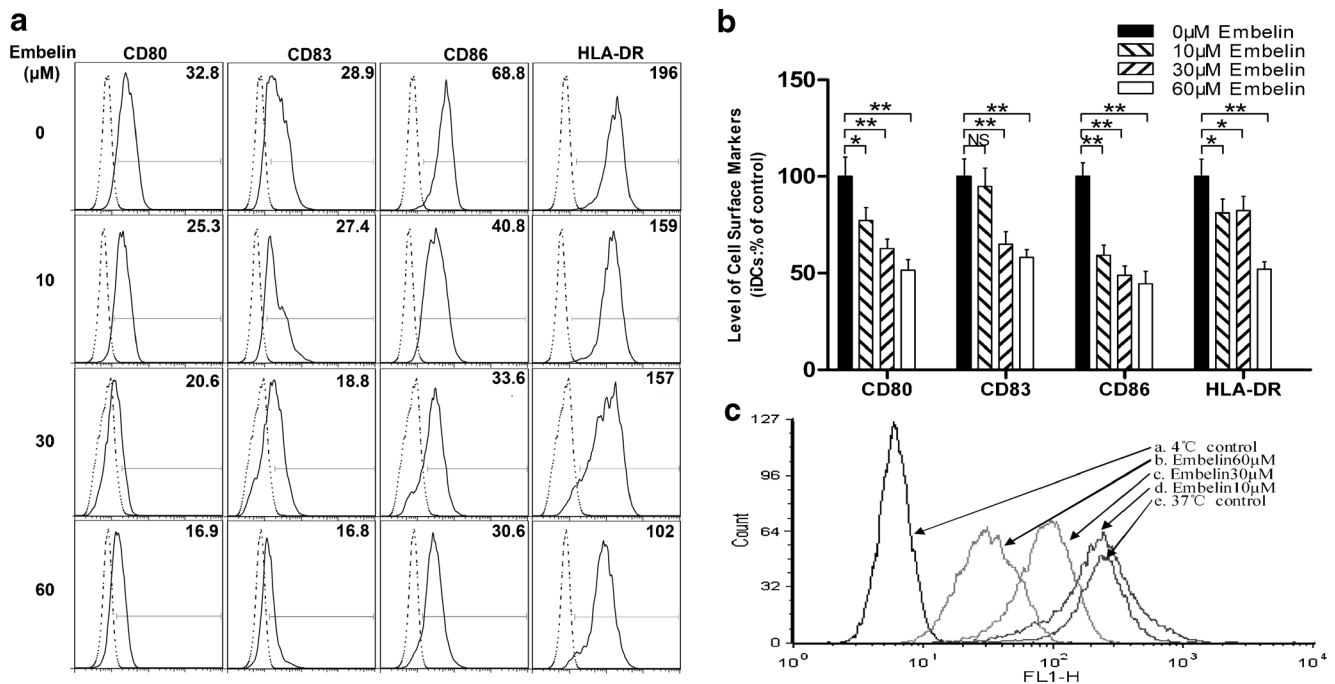 a
Embelin
(µM)
CD80
CD83
CD86
HLA-DR
0
32.8
28.9
68.8
196
10
25.3
27.4
40.8
159
30
20.6
18.8
33.6
157
60
16.9
16.8
30.6
102
b
0µM Embelin
10µM Embelin
30µM Embelin
60µM Embelin
Level of Cell Surface Markers
(iDCs:% of control)
150
100
50
0
**
**
*
**
**
NS
**
**
**
**
*
*
CD80
CD83
CD86
HLA-DR
c
Count
127
96
64
32
0
a. 4℃ control
b. Embelin60µM
c. Embelin30µM
d. Embelin10µM
e. 37℃ control
10⁰
10¹
10²
10³
10⁴
FL1-H